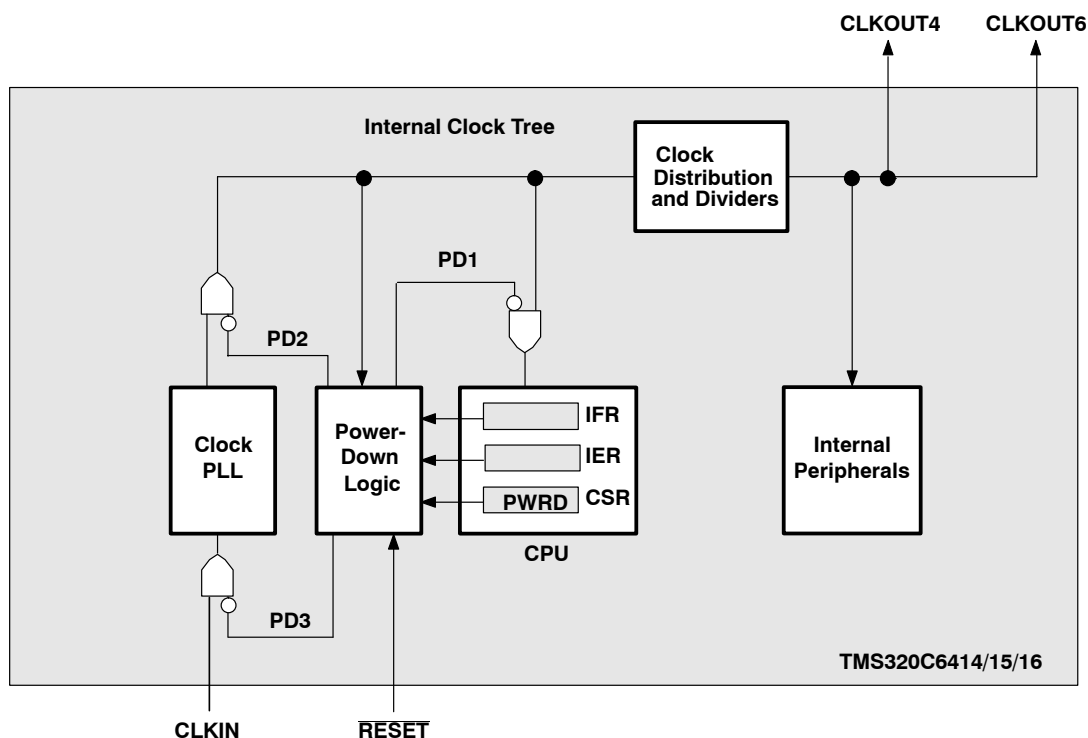 CLKOUT4 CLKOUT6
Internal Clock Tree
Clock
Distribution
and Dividers
PD1
PD2
Clock
PLL
Power-
Down
Logic
IFR
IER
PWRD CSR
CPU
Internal
Peripherals
PD3
TMS320C6414/15/16
CLKIN RESET